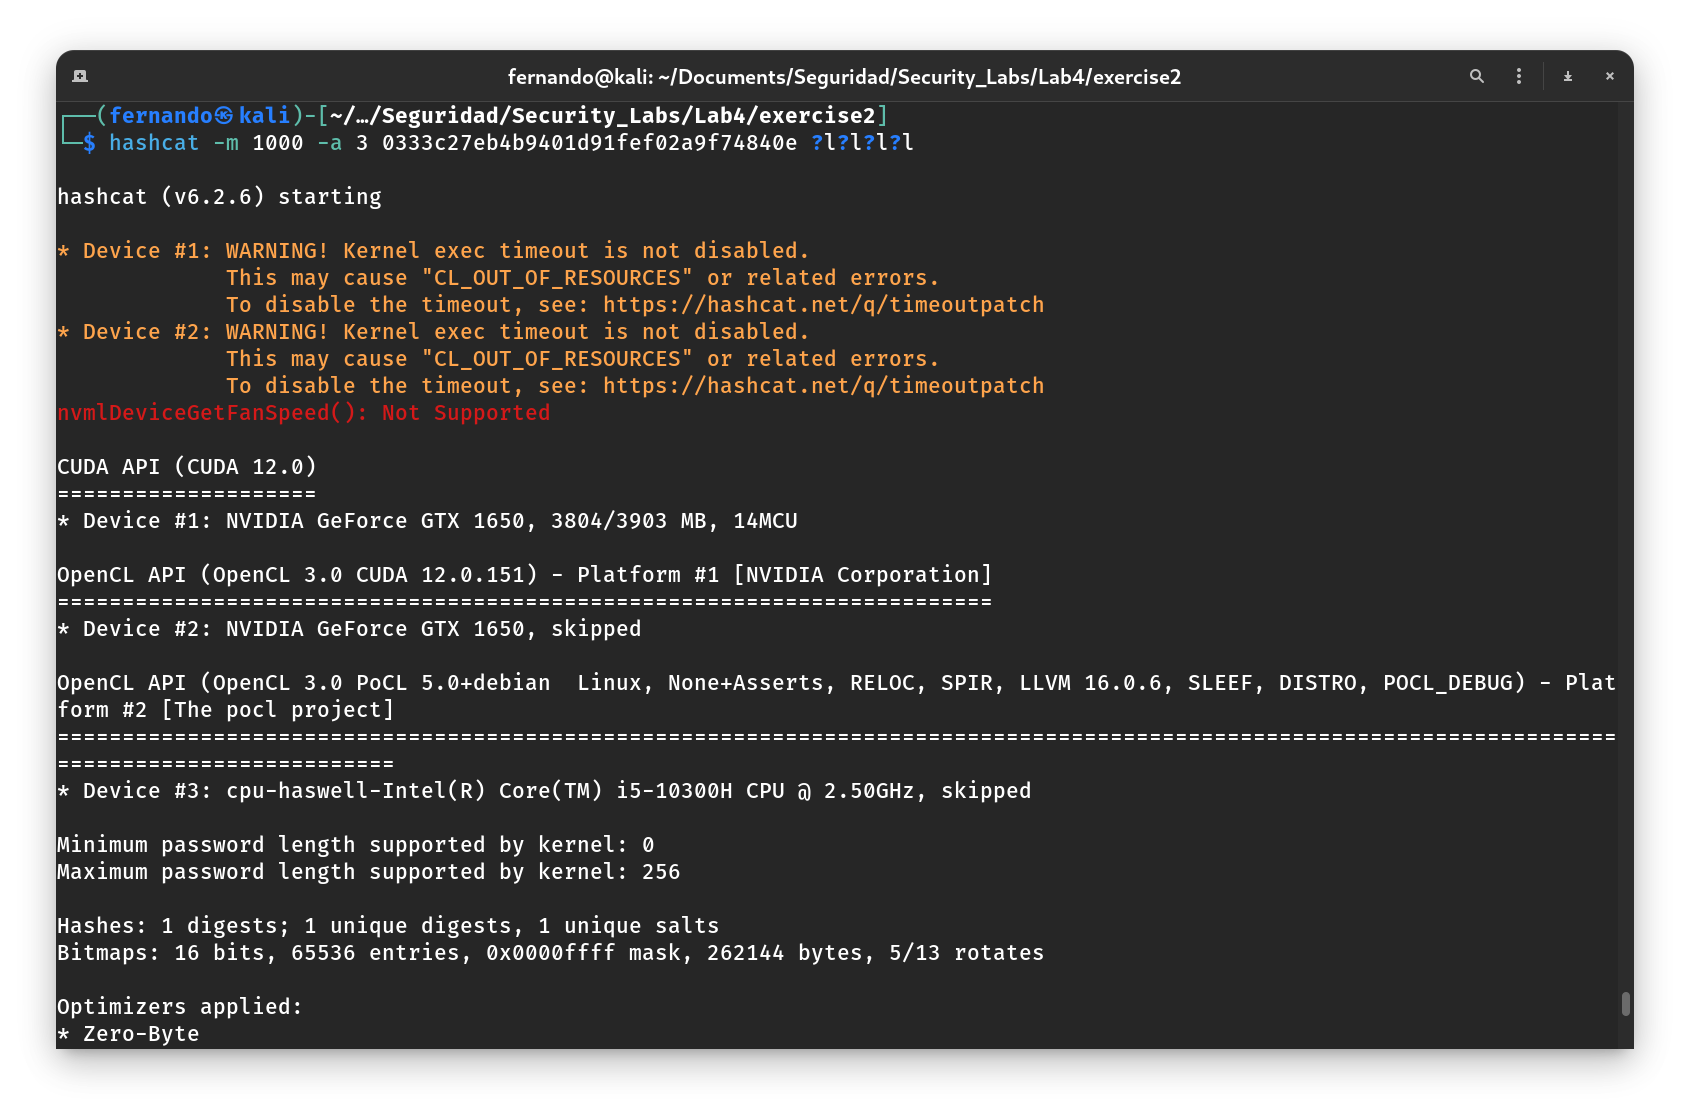 fernando@kali: ~/Documents/Seguridad/Security_Labs/Lab4/exercise2
┌──(fernando㉿kali)-[~/…/Seguridad/Security_Labs/Lab4/exercise2]
└─$ hashcat -m 1000 -a 3 0333c27eb4b9401d91fef02a9f74840e ?l?l?l?l
hashcat (v6.2.6) starting
* Device #1: WARNING! Kernel exec timeout is not disabled.
This may cause "CL_OUT_OF_RESOURCES" or related errors.
To disable the timeout, see: https://hashcat.net/q/timeoutpatch
* Device #2: WARNING! Kernel exec timeout is not disabled.
This may cause "CL_OUT_OF_RESOURCES" or related errors.
To disable the timeout, see: https://hashcat.net/q/timeoutpatch
nvmlDeviceGetFanSpeed(): Not Supported
CUDA API (CUDA 12.0)
====================
* Device #1: NVIDIA GeForce GTX 1650, 3804/3903 MB, 14MCU
OpenCL API (OpenCL 3.0 CUDA 12.0.151) - Platform #1 [NVIDIA Corporation]
========================================================================
* Device #2: NVIDIA GeForce GTX 1650, skipped
OpenCL API (OpenCL 3.0 PoCL 5.0+debian  Linux, None+Asserts, RELOC, SPIR, LLVM 16.0.6, SLEEF, DISTRO, POCL_DEBUG) - Plat
form #2 [The pocl project]
========================================================================================================================
==========================
* Device #3: cpu-haswell-Intel(R) Core(TM) i5-10300H CPU @ 2.50GHz, skipped
Minimum password length supported by kernel: 0
Maximum password length supported by kernel: 256
Hashes: 1 digests; 1 unique digests, 1 unique salts
Bitmaps: 16 bits, 65536 entries, 0x0000ffff mask, 262144 bytes, 5/13 rotates
Optimizers applied:
* Zero-Byte